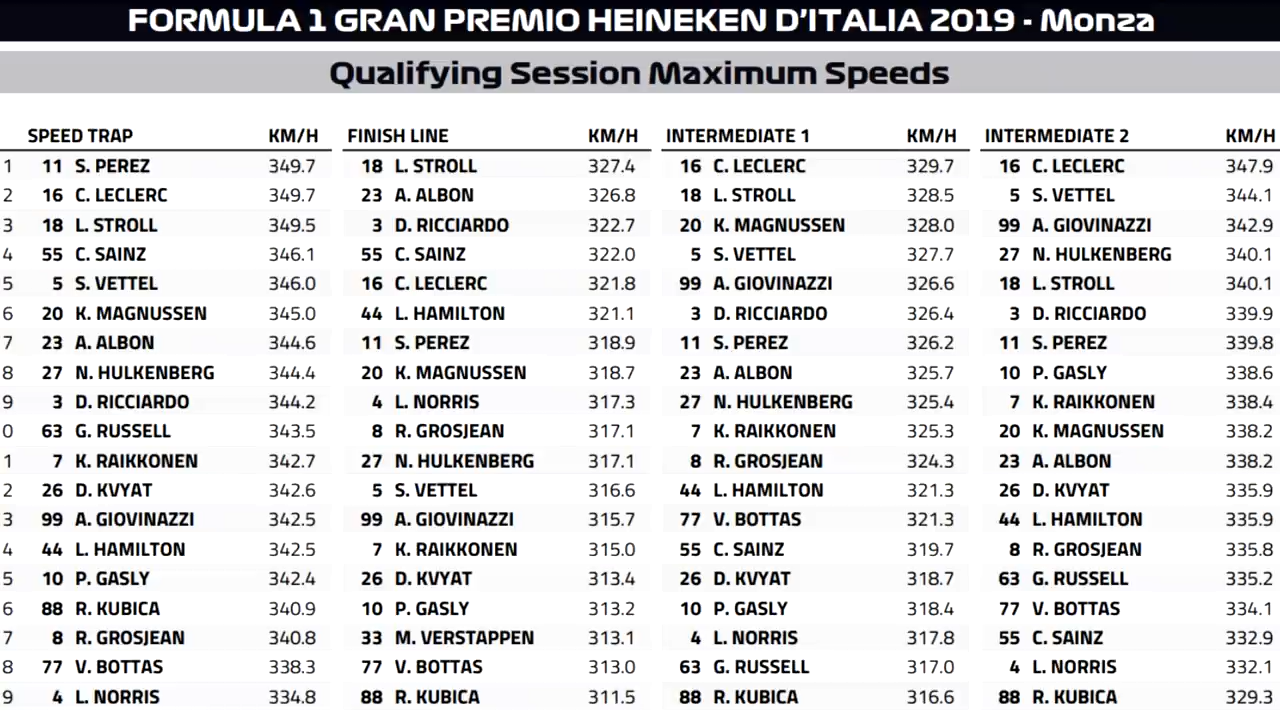 FORMULA 1 GRAN PREMIO HEINEKEN D'ITALIA 2019 - Monza
Qualifying Session Maximum Speeds
SPEED TRAP KM/H FINISH LINE KM/H INTERMEDIATE 1 KM/H INTERMEDIATE 2 KM/H
1 11 S. PEREZ 349.7 18 L. STROLL 327.4 16 C. LECLERC 329.7 16 C. LECLERC 347.9
2 16 C. LECLERC 349.7 23 A. ALBON 326.8 18 L. STROLL 328.5 5 S. VETTEL 344.1
3 18 L. STROLL 349.5 3 D. RICCIARDO 322.7 20 K. MAGNUSSEN 328.0 99 A. GIOVINAZZI 342.9
4 55 C. SAINZ 346.1 55 C. SAINZ 322.0 5 S. VETTEL 327.7 27 N. HULKENBERG 340.1
5 5 S. VETTEL 346.0 16 C. LECLERC 321.8 99 A. GIOVINAZZI 326.6 18 L. STROLL 340.1
6 20 K. MAGNUSSEN 345.0 44 L. HAMILTON 321.1 3 D. RICCIARDO 326.4 3 D. RICCIARDO 339.9
7 23 A. ALBON 344.6 11 S. PEREZ 318.9 11 S. PEREZ 326.2 11 S. PEREZ 339.8
8 27 N. HULKENBERG 344.4 20 K. MAGNUSSEN 318.7 23 A. ALBON 325.7 10 P. GASLY 338.6
9 3 D. RICCIARDO 344.2 4 L. NORRIS 317.3 27 N. HULKENBERG 325.4 7 K. RAIKKONEN 338.4
0 63 G. RUSSELL 343.5 8 R. GROSJEAN 317.1 7 K. RAIKKONEN 325.3 20 K. MAGNUSSEN 338.2
1 7 K. RAIKKONEN 342.7 27 N. HULKENBERG 317.1 8 R. GROSJEAN 324.3 23 A. ALBON 338.2
2 26 D. KVYAT 342.6 5 S. VETTEL 316.6 44 L. HAMILTON 321.3 26 D. KVYAT 335.9
3 99 A. GIOVINAZZI 342.5 99 A. GIOVINAZZI 315.7 77 V. BOTTAS 321.3 44 L. HAMILTON 335.9
4 44 L. HAMILTON 342.5 7 K. RAIKKONEN 315.0 55 C. SAINZ 319.7 8 R. GROSJEAN 335.8
5 10 P. GASLY 342.4 26 D. KVYAT 313.4 26 D. KVYAT 318.7 63 G. RUSSELL 335.2
6 88 R. KUBICA 340.9 10 P. GASLY 313.2 10 P. GASLY 318.4 77 V. BOTTAS 334.1
7 8 R. GROSJEAN 340.8 33 M. VERSTAPPEN 313.1 4 L. NORRIS 317.8 55 C. SAINZ 332.9
8 77 V. BOTTAS 338.3 77 V. BOTTAS 313.0 63 G. RUSSELL 317.0 4 L. NORRIS 332.1
9 4 L. NORRIS 334.8 88 R. KUBICA 311.5 88 R. KUBICA 316.6 88 R. KUBICA 329.3